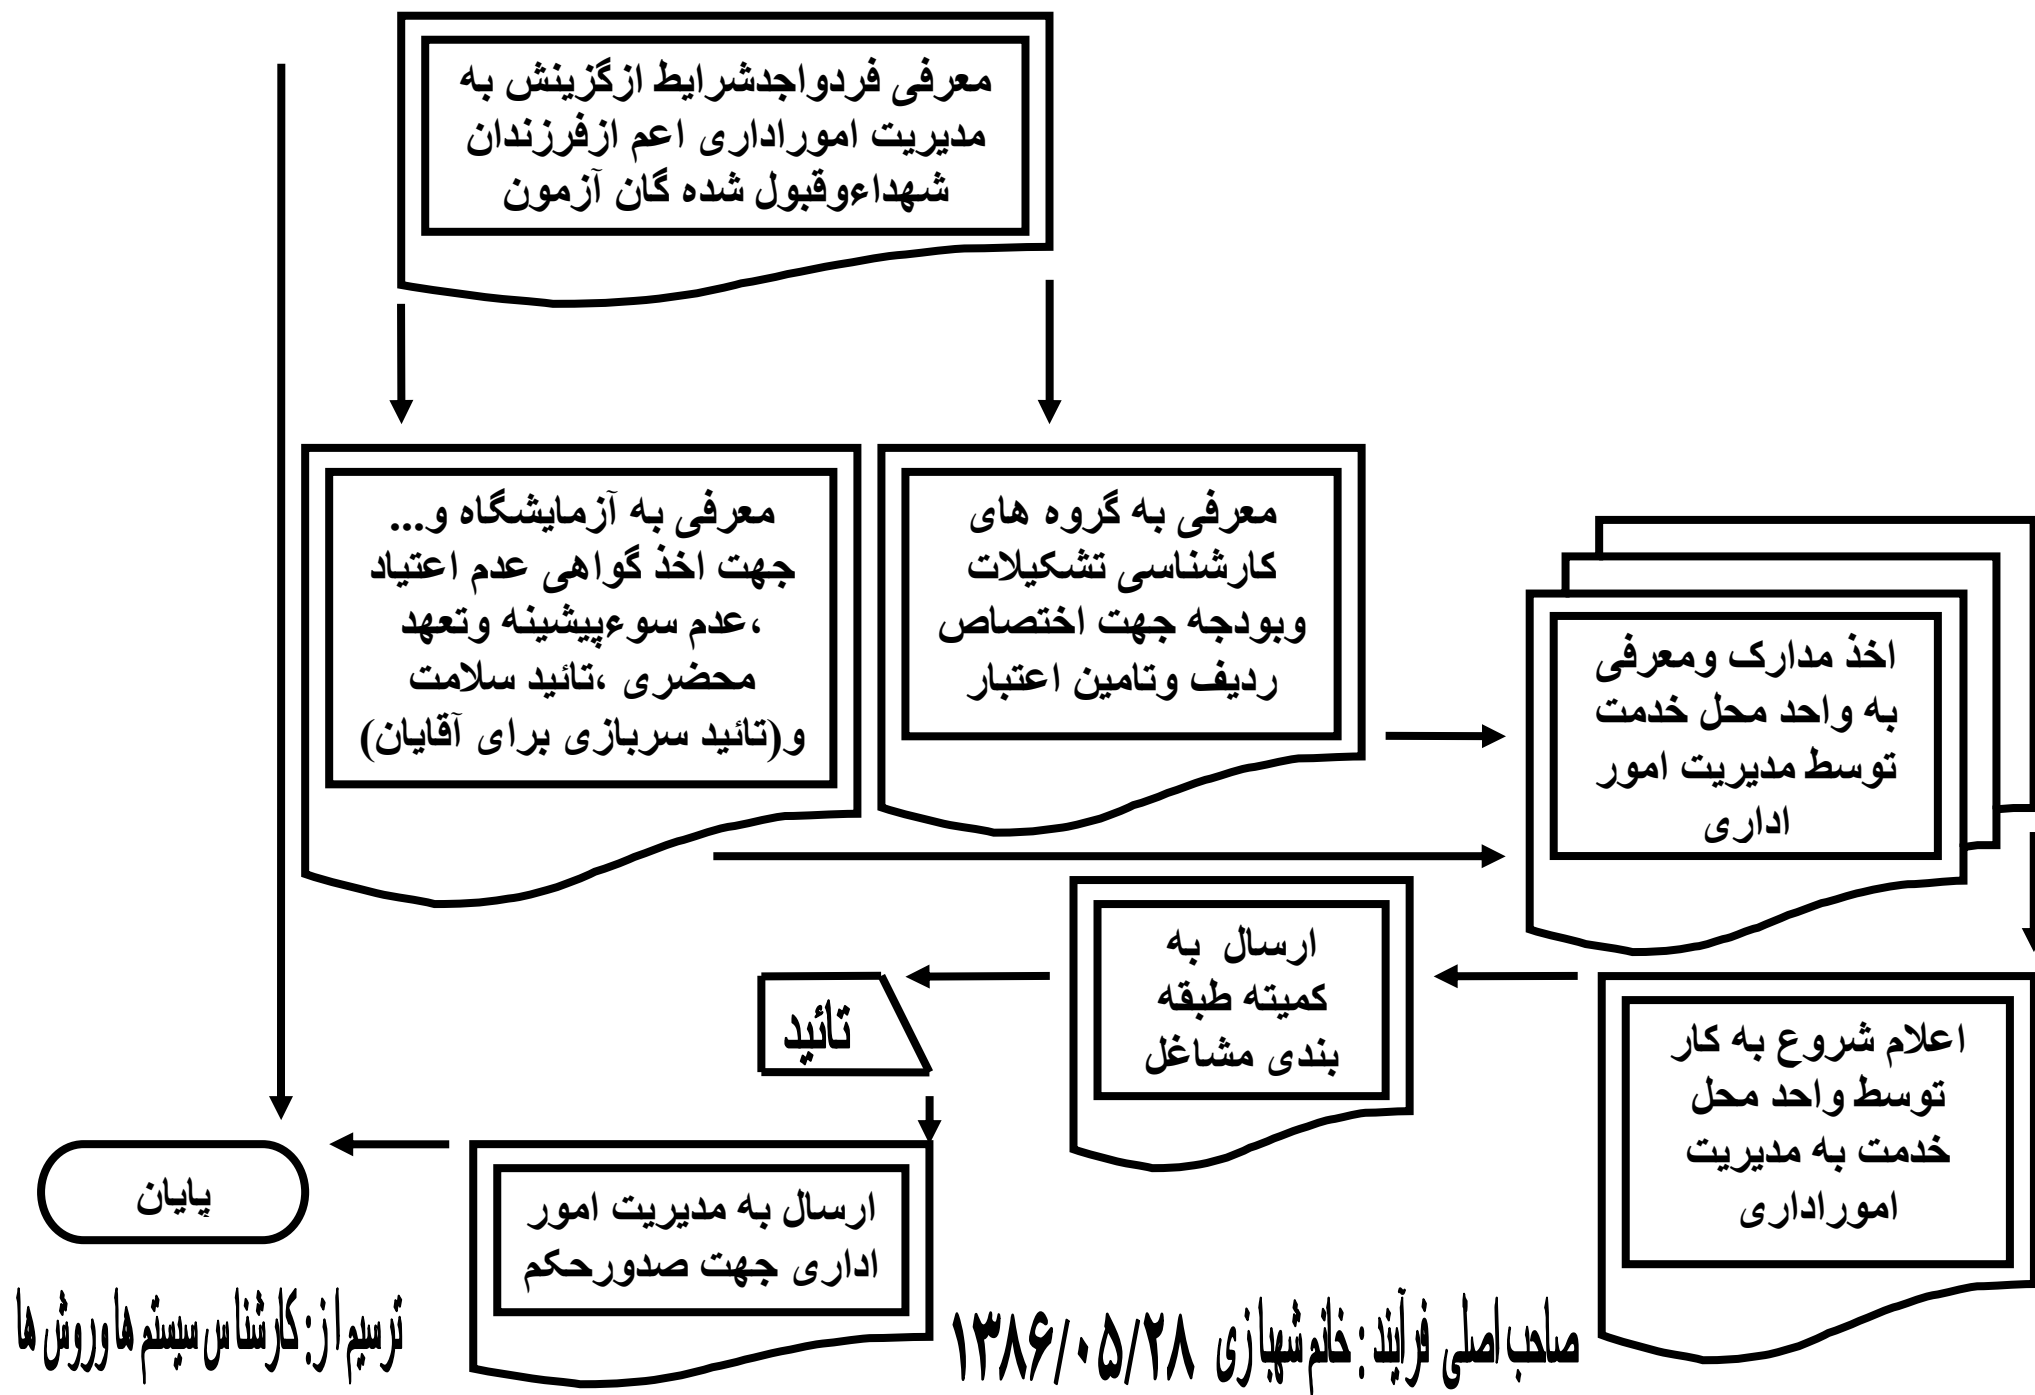 معرفی فردواجدشرایط ازگزینش به
مدیریت اموراداری اعم ازفرزندان
شهداءوقبول شده گان آزمون
معرفی به گروه های
کارشناسی تشکیلات
وبودجه جهت اختصاص
ردیف وتامین اعتبار
معرفی به آزمایشگاه و...
جهت اخذ گواهی عدم اعتیاد
،عدم سوءپیشینه وتعهد
محضری ،تائید سلامت
و(تائید سربازی برای آقایان)
اخذ مدارک ومعرفی
به واحد محل خدمت
توسط مدیریت امور
اداری
اعلام شروع به کار
توسط واحد محل
خدمت به مدیریت
اموراداری
ارسال به
کمیته طبقه
بندی مشاغل
تائید
ارسال به مدیریت امور
اداری جهت صدورحکم
پایان
صاحب اصلی فرآیند : خانم شهبا زی ۱۳۸۶/۰۵/۲۸
ترسیم ا ز: کارشنا س سیستم ها وروش ها